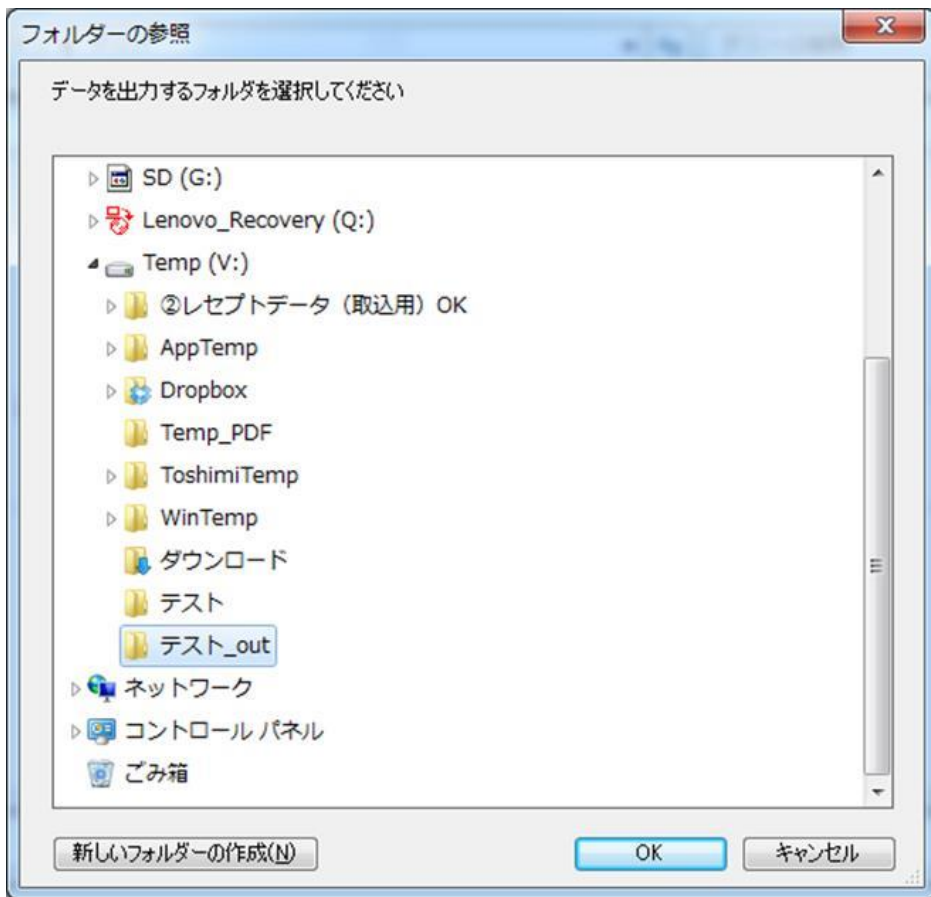 フォルダーの参照
データを出力するフォルダを選択してください
SD (G:)
Lenovo_Recovery (Q:)
Temp (V:)
②レセプトデータ（取込用）OK
AppTemp
Dropbox
Temp_PDF
ToshimiTemp
WinTemp
ダウンロード
テスト
テスト_out
ネットワーク
コントロール パネル
ごみ箱
新しいフォルダーの作成(N)
OK
キャンセル